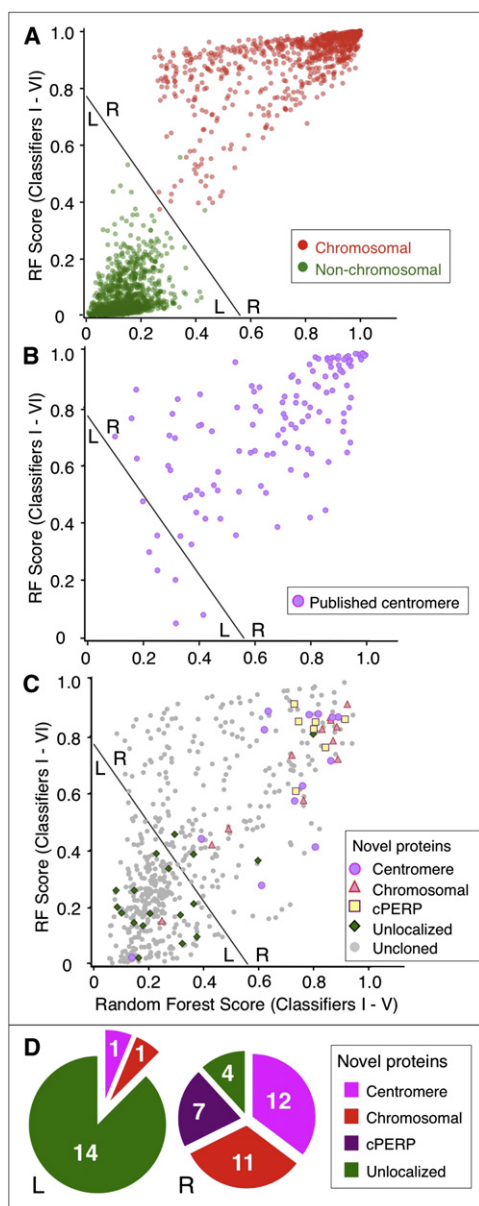 A
RF Score (Classifiers I - VI)
1.0
0.8
0.6
0.4
0.2
0
L
R
L
R
Chromosomal
Non-chromosomal
0 0.2 0.4 0.6 0.8 1.0
B
RF Score (Classifiers I - VI)
1.0
0.8
0.6
0.4
0.2
0
L
R
L
R
Published centromere
0 0.2 0.4 0.6 0.8 1.0
C
RF Score (Classifiers I - VI)
1.0
0.8
0.6
0.4
0.2
0
L
R
L
R
Novel proteins
Centromere
Chromosomal
cPERP
Unlocalized
Uncloned
0 0.2 0.4 0.6 0.8 1.0
Random Forest Score (Classifiers I - V)
D
1
1
14
L
4
12
7
11
R
Novel proteins
Centromere
Chromosomal
cPERP
Unlocalized